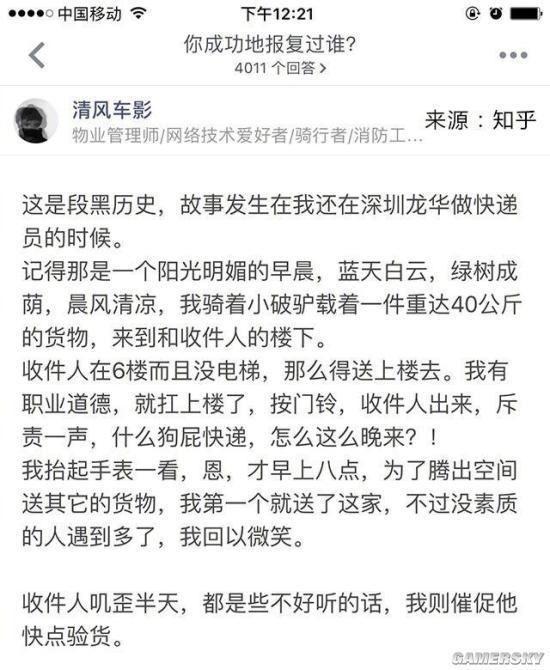 中国移动 下午12:21
你成功地报复过谁?
4011 个回答 >
清风车影
物业管理师/网络技术爱好者/骑行者/消防工...
来源：知乎
这是段黑历史，故事发生在我还在深圳龙华做快递
员的时候。
记得那是一个阳光明媚的早晨，蓝天白云，绿树成
荫，晨风清凉，我骑着小破驴载着一件重达40公斤
的货物，来到和收件人的楼下。
收件人在6楼而且没电梯，那么得送上楼去。我有
职业道德，就扛上楼了，按门铃，收件人出来，斥
责一声，什么狗屁快递，怎么这么晚来？！
我抬起手表一看，恩，才早上八点，为了腾出空间
送其它的货物，我第一个就送了这家，不过没素质
的人遇到多了，我回以微笑。
收件人叽歪半天，都是些不好听的话，我则催促他
快点验货。
GAMERSKY